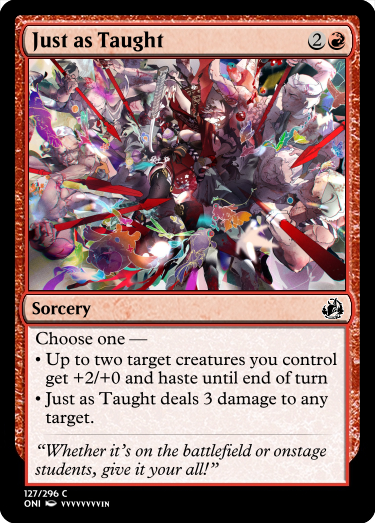 Just as Taught 2
Sorcery
Choose one —
• Up to two target creatures you control
get +2/+0 and haste until end of turn
• Just as Taught deals 3 damage to any
target.
“Whether it's on the battlefield or onstage
students, give it your all!”
127/296 C
ONI VVVVVVVVIN